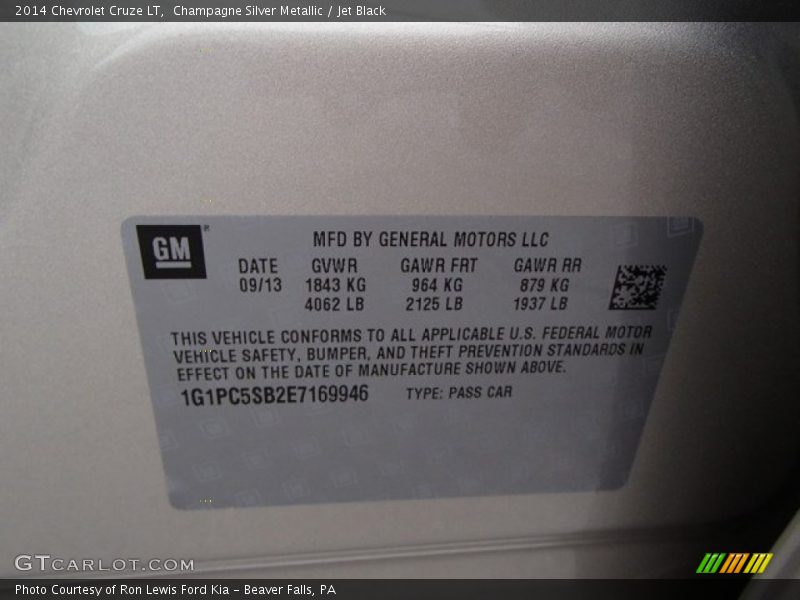 2014 Chevrolet Cruze LT,  Champagne Silver Metallic / Jet Black
GM
®
MFD BY GENERAL MOTORS LLC
DATE GVWR GAWR FRT GAWR RR
09/13 1843 KG 964 KG 879 KG
4062 LB 2125 LB 1937 LB
THIS VEHICLE CONFORMS TO ALL APPLICABLE U.S. FEDERAL MOTOR
VEHICLE SAFETY, BUMPER, AND THEFT PREVENTION STANDARDS IN
EFFECT ON THE DATE OF MANUFACTURE SHOWN ABOVE.
1G1PC5SB2E7169946 TYPE: PASS CAR
GTCARLOT.COM
Photo Courtesy of Ron Lewis Ford Kia – Beaver Falls, PA